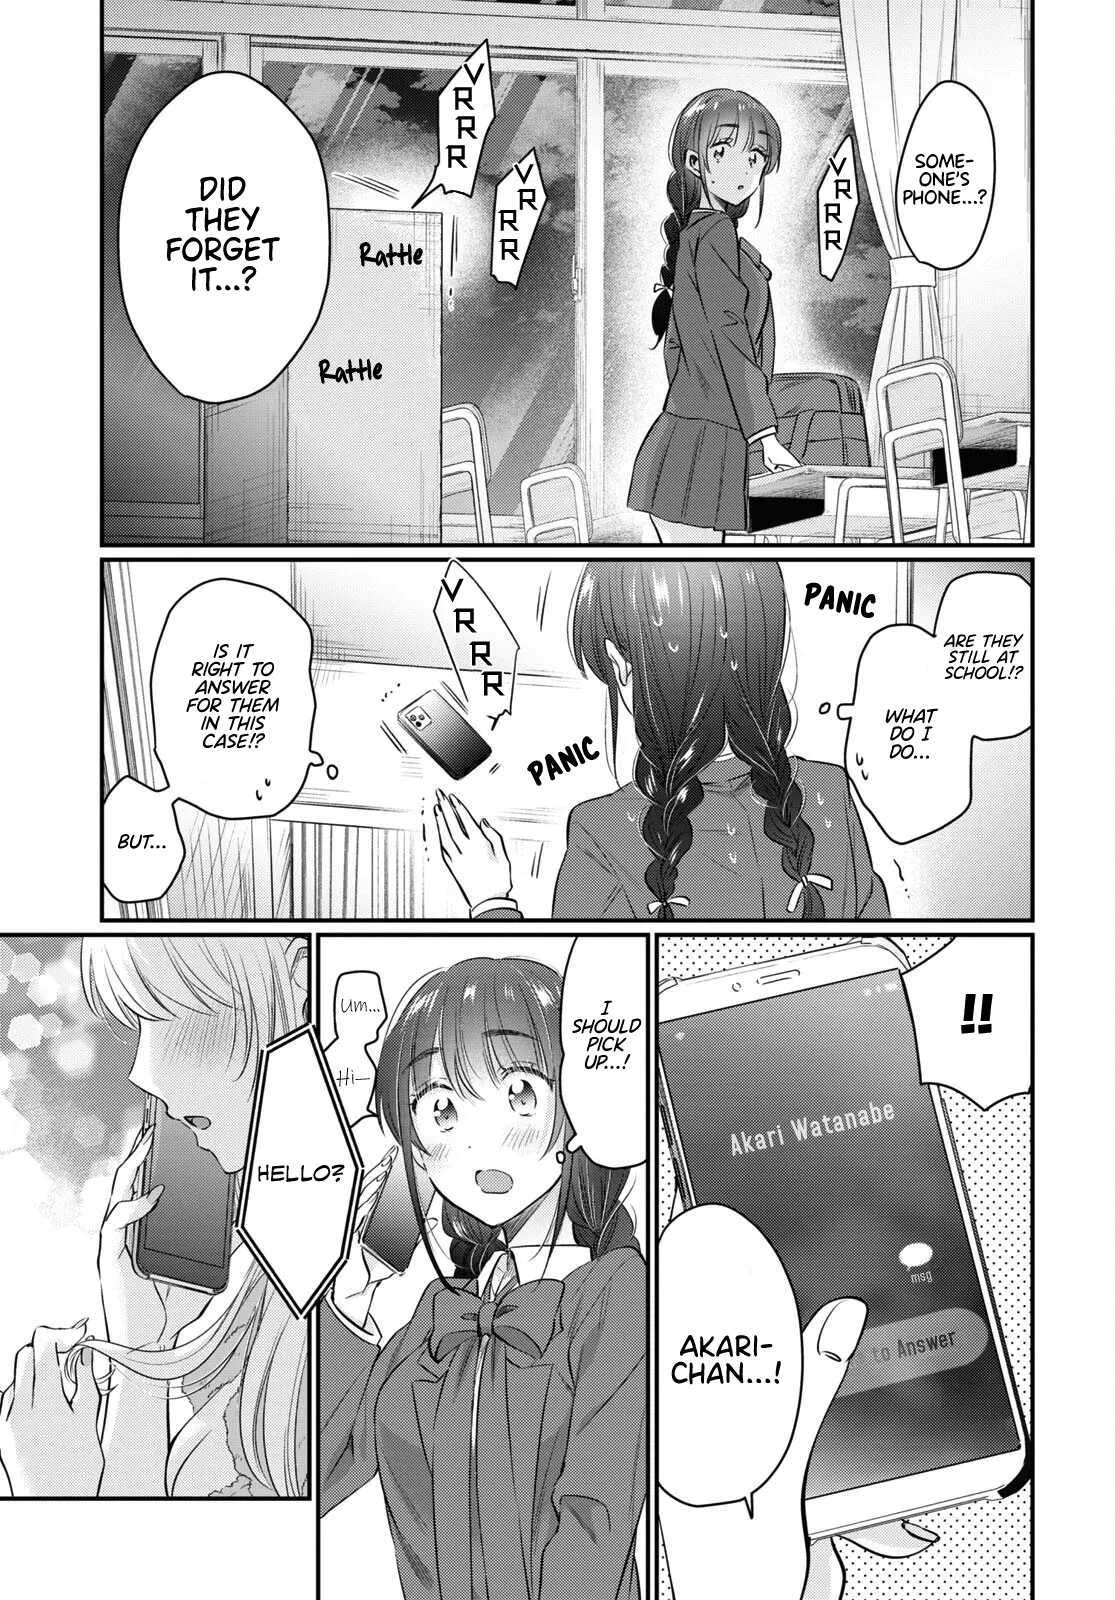 SOME-
ONE'S
PHONE...?
VRRR
VRRR
VRRR
Rattle
Rattle
DID
THEY
FORGET
IT...?
ARE THEY
STILL AT
SCHOOL!?
WHAT
DO I
DO...
PANIC
PANIC
VRRR
IS IT
RIGHT TO
ANSWER
FOR THEM
IN THIS
CASE!?
BUT...
!!
Akari Watanabe
msg
to Answer
AKARI-
CHAN...!
I
SHOULD
PICK
UP...!
Um...
Hi—
HELLO?